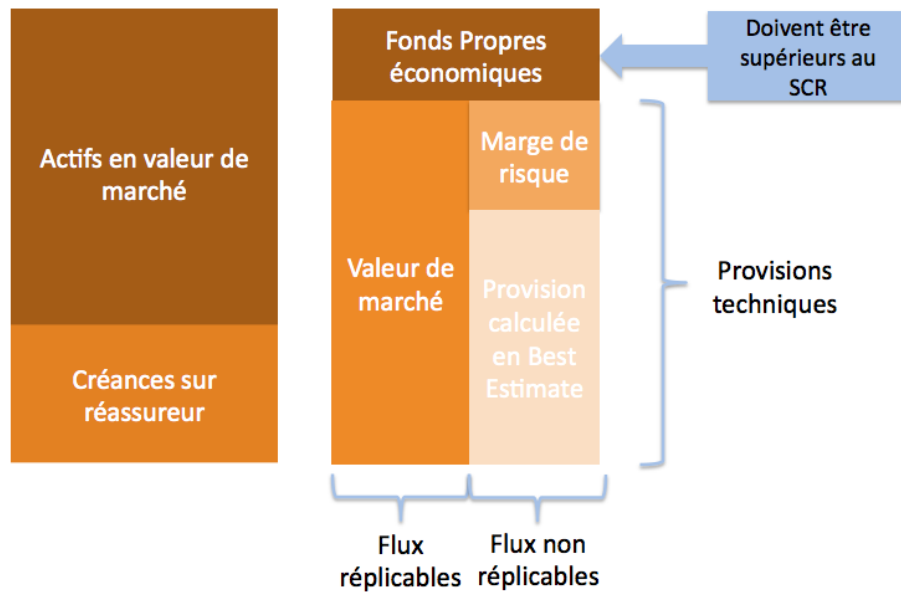 Actifs en valeur de
marché
Créances sur
réassureur
Fonds Propres
économiques
Valeur de
marché
Marge de
risque
Provision
calculée
en Best
Estimate
Doivent être
supérieurs au
SCR
Provisions
techniques
Flux
réplicables
Flux non
réplicables